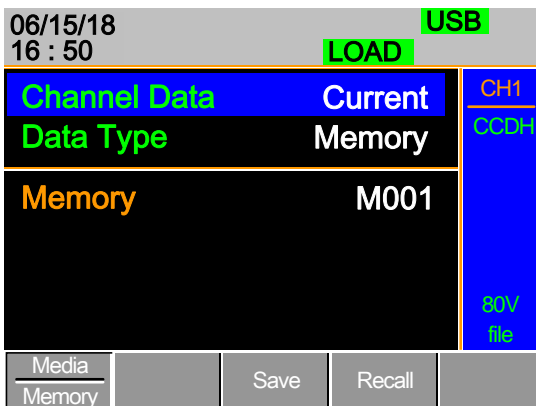 06/15/18 USB
16 : 50 LOAD
Channel Data Current
Data Type Memory
Memory M001
CH1
CCDH
80V
file
Media
Memory
Save
Recall